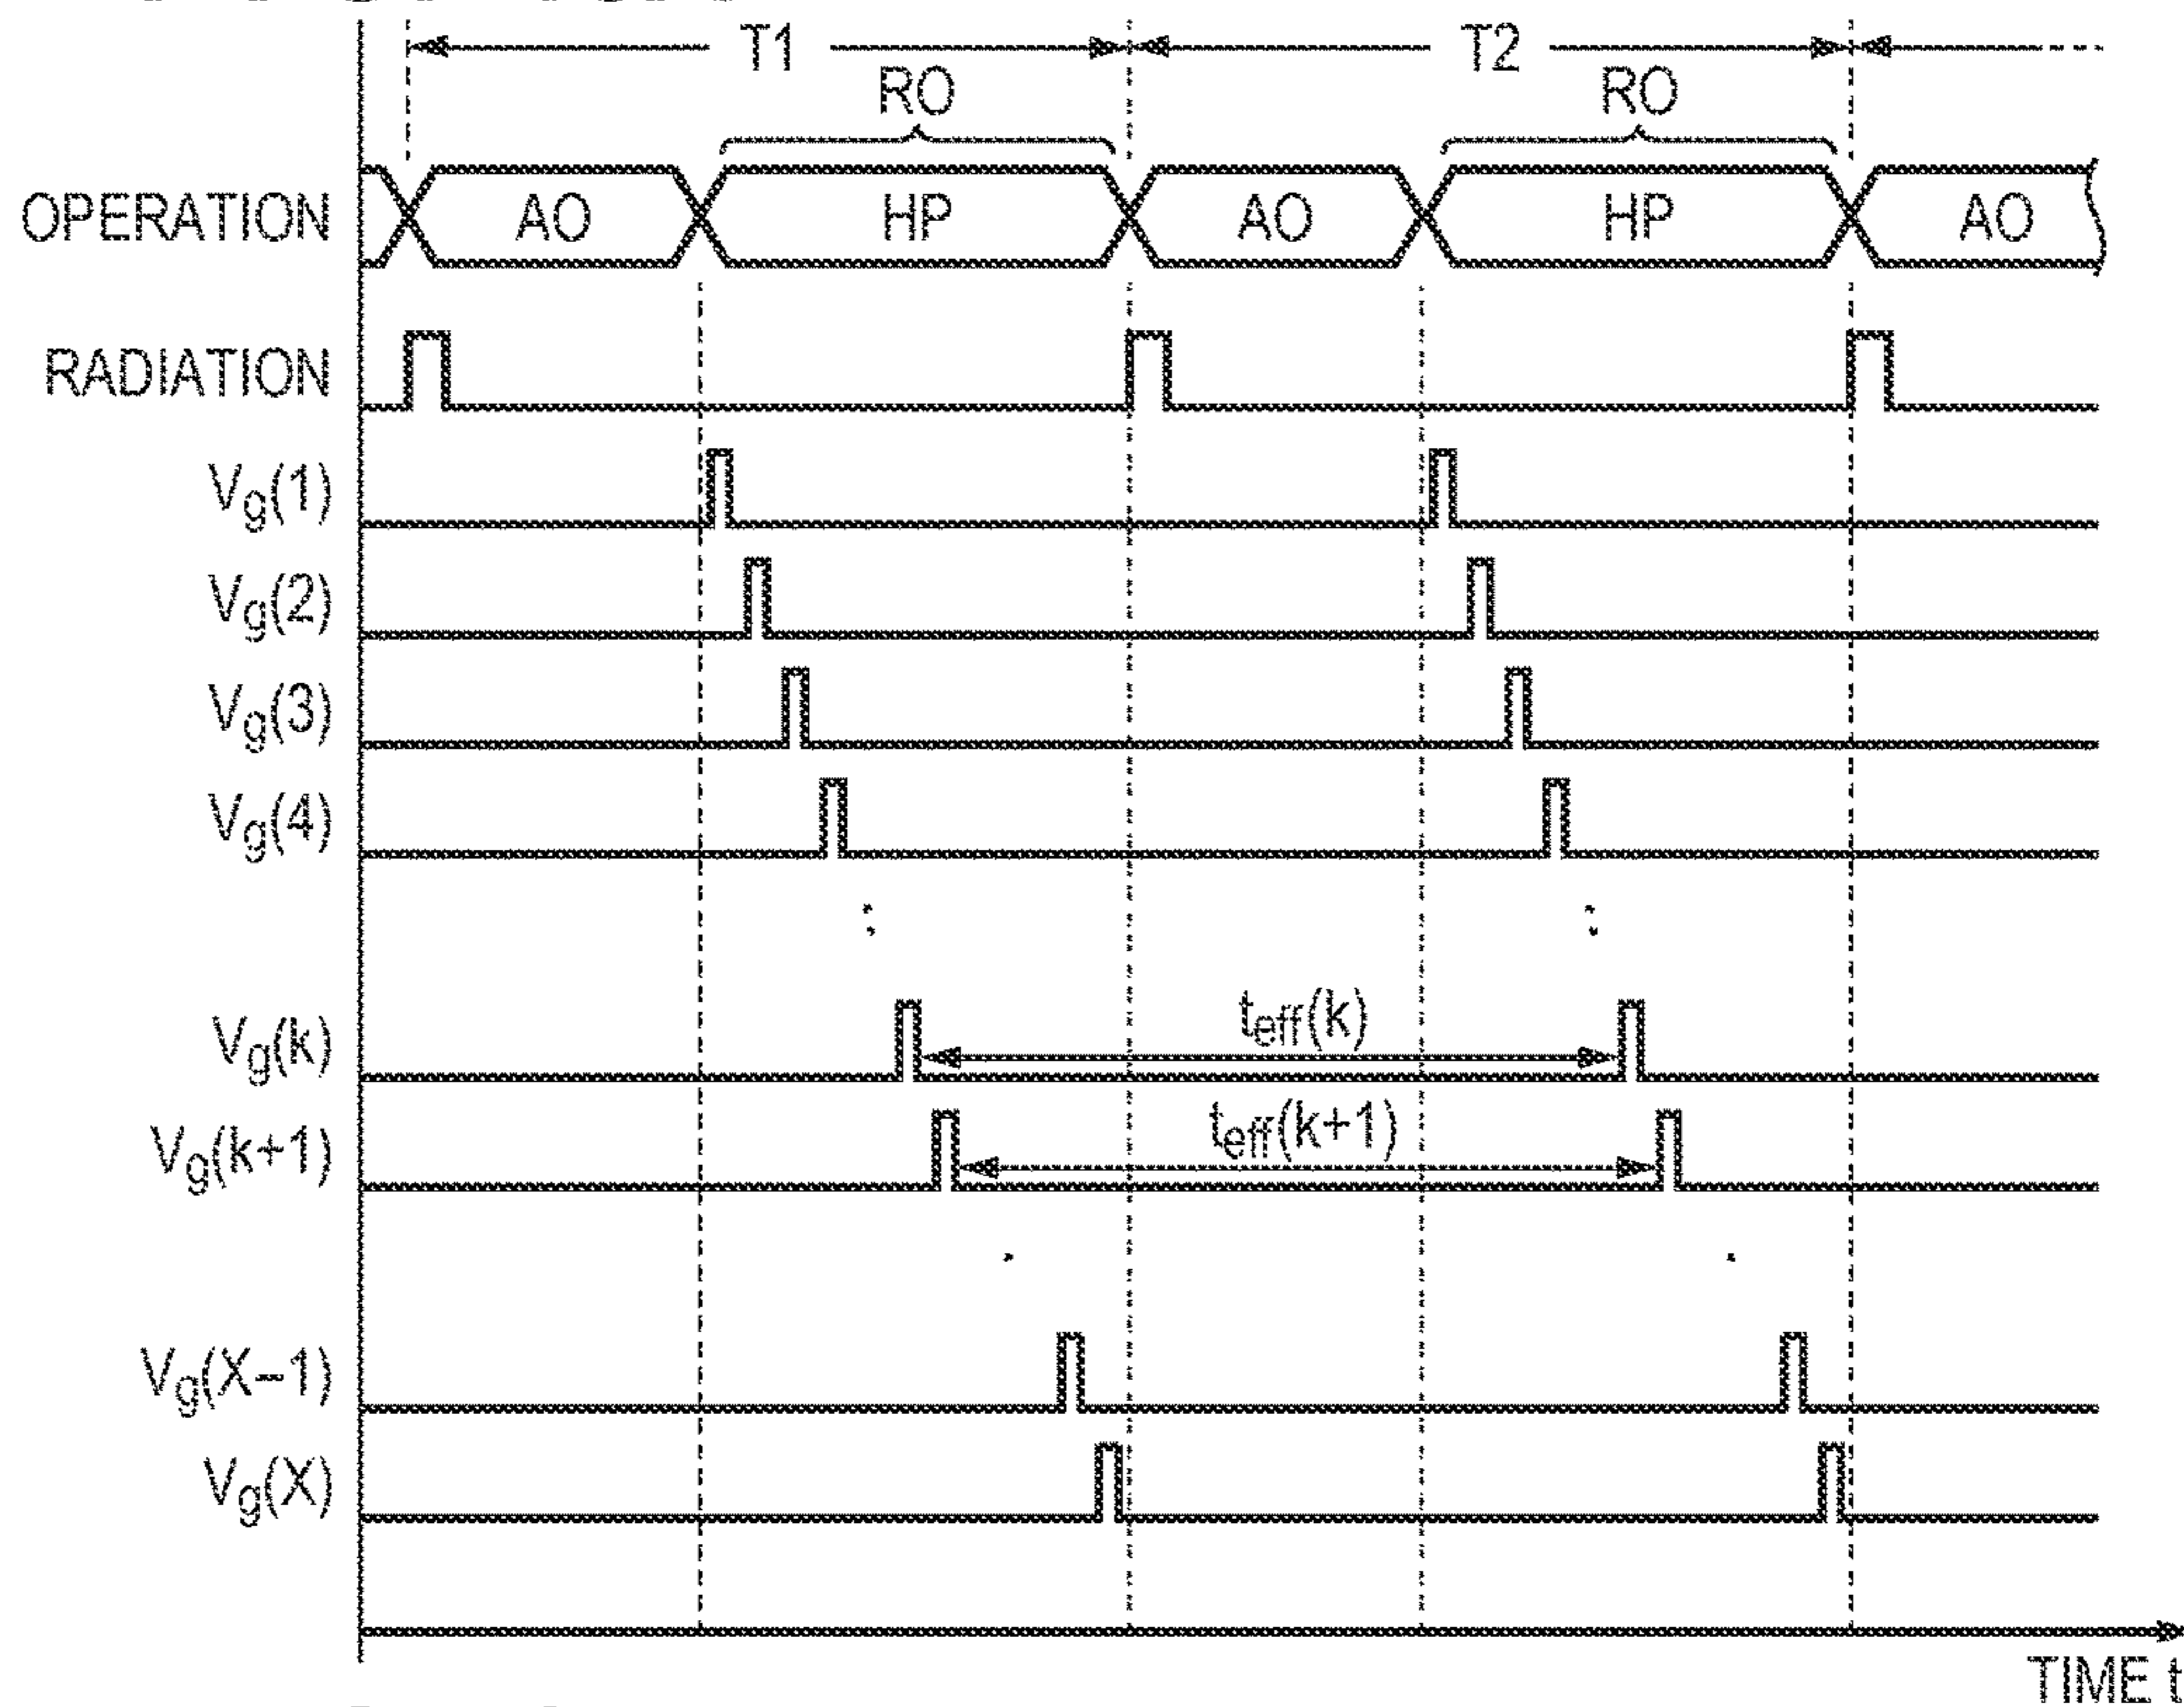 T1 T2
RO RO
OPERATION AO HP AO HP AO
RADIATION
Vg(1)
Vg(2)
Vg(3)
Vg(4)
Vg(k) teff(k)
Vg(k+1) teff(k+1)
Vg(X–1)
Vg(X)
TIME t